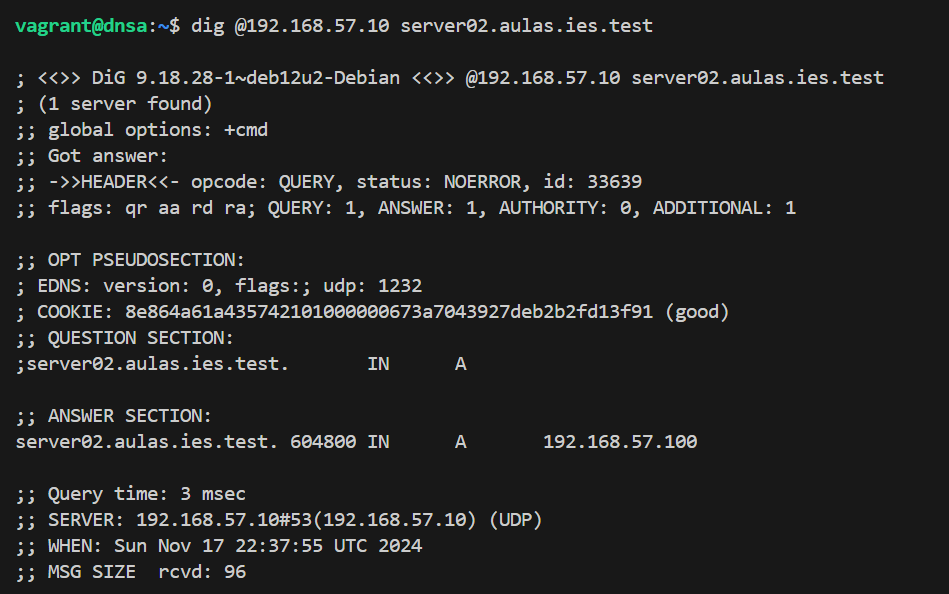 vagrant@dnsa:~$ dig @192.168.57.10 server02.aulas.ies.test
; <<>> DiG 9.18.28-1~deb12u2-Debian <<>> @192.168.57.10 server02.aulas.ies.test
; (1 server found)
;; global options: +cmd
;; Got answer:
;; ->>HEADER<<- opcode: QUERY, status: NOERROR, id: 33639
;; flags: qr aa rd ra; QUERY: 1, ANSWER: 1, AUTHORITY: 0, ADDITIONAL: 1
;; OPT PSEUDOSECTION:
; EDNS: version: 0, flags:; udp: 1232
; COOKIE: 8e864a61a435742101000000673a7043927deb2b2fd13f91 (good)
;; QUESTION SECTION:
;server02.aulas.ies.test. IN A
;; ANSWER SECTION:
server02.aulas.ies.test. 604800 IN A 192.168.57.100
;; Query time: 3 msec
;; SERVER: 192.168.57.10#53(192.168.57.10) (UDP)
;; WHEN: Sun Nov 17 22:37:55 UTC 2024
;; MSG SIZE rcvd: 96